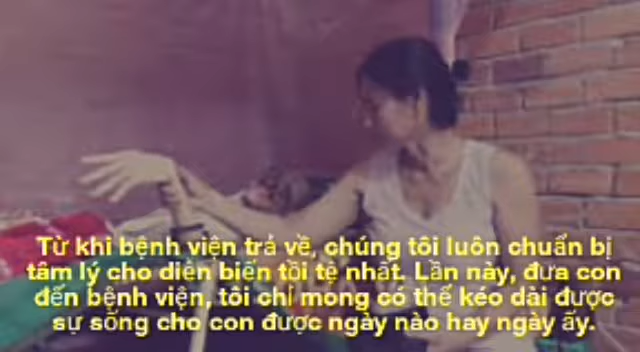 Từ khi bệnh viện trả về, chúng tôi luôn chuẩn bị
tâm lý cho diễn biến tồi tệ nhất. Lần này, đưa con
đến bệnh viện, tôi chỉ mong có thể kéo dài được
sự sống cho con được ngày nào hay ngày ấy.